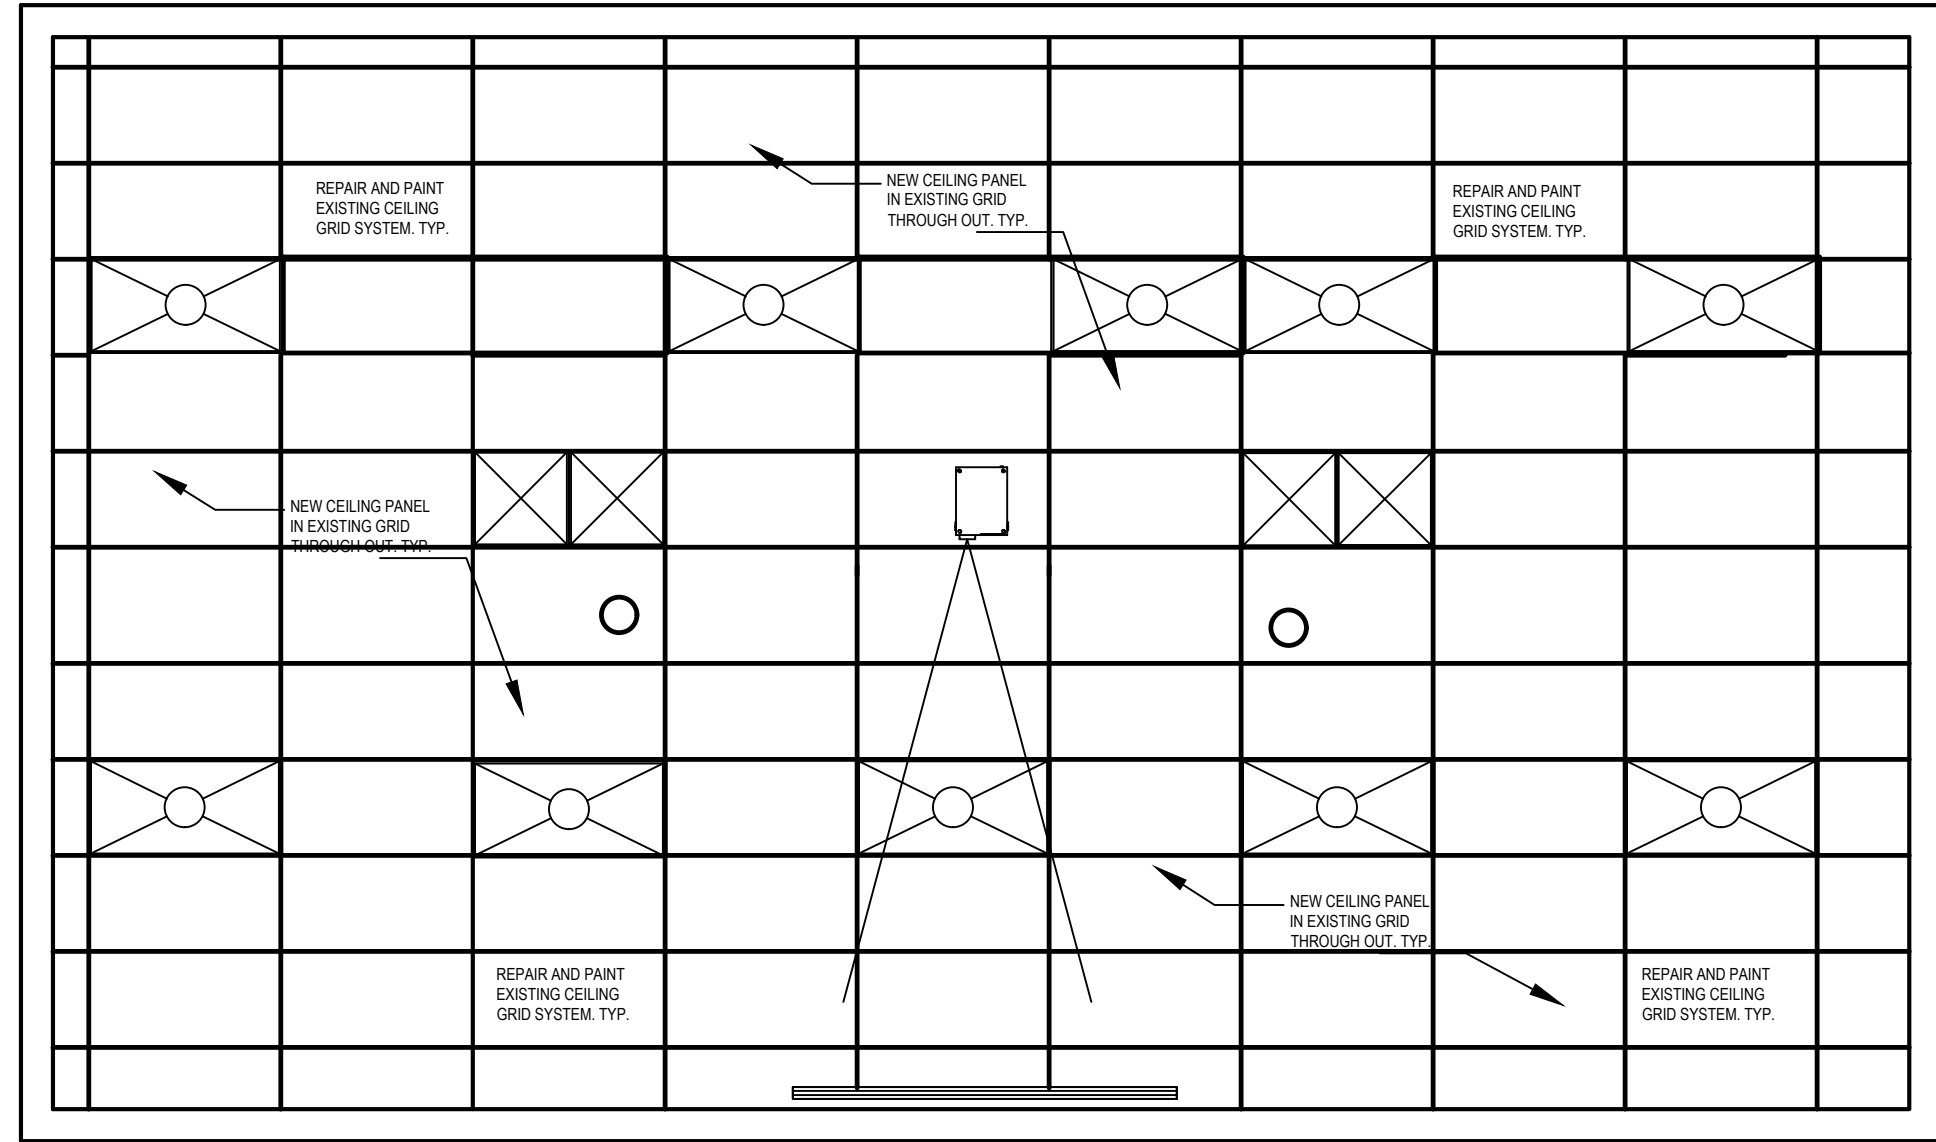 REPAIR AND PAINT
EXISTING CEILING
GRID SYSTEM. TYP.
NEW CEILING PANEL
IN EXISTING GRID
THROUGH OUT. TYP.
REPAIR AND PAINT
EXISTING CEILING
GRID SYSTEM. TYP.
NEW CEILING PANEL
IN EXISTING GRID
THROUGH OUT. TYP.
NEW CEILING PANEL
IN EXISTING GRID
THROUGH OUT. TYP.
REPAIR AND PAINT
EXISTING CEILING
GRID SYSTEM. TYP.
REPAIR AND PAINT
EXISTING CEILING
GRID SYSTEM. TYP.